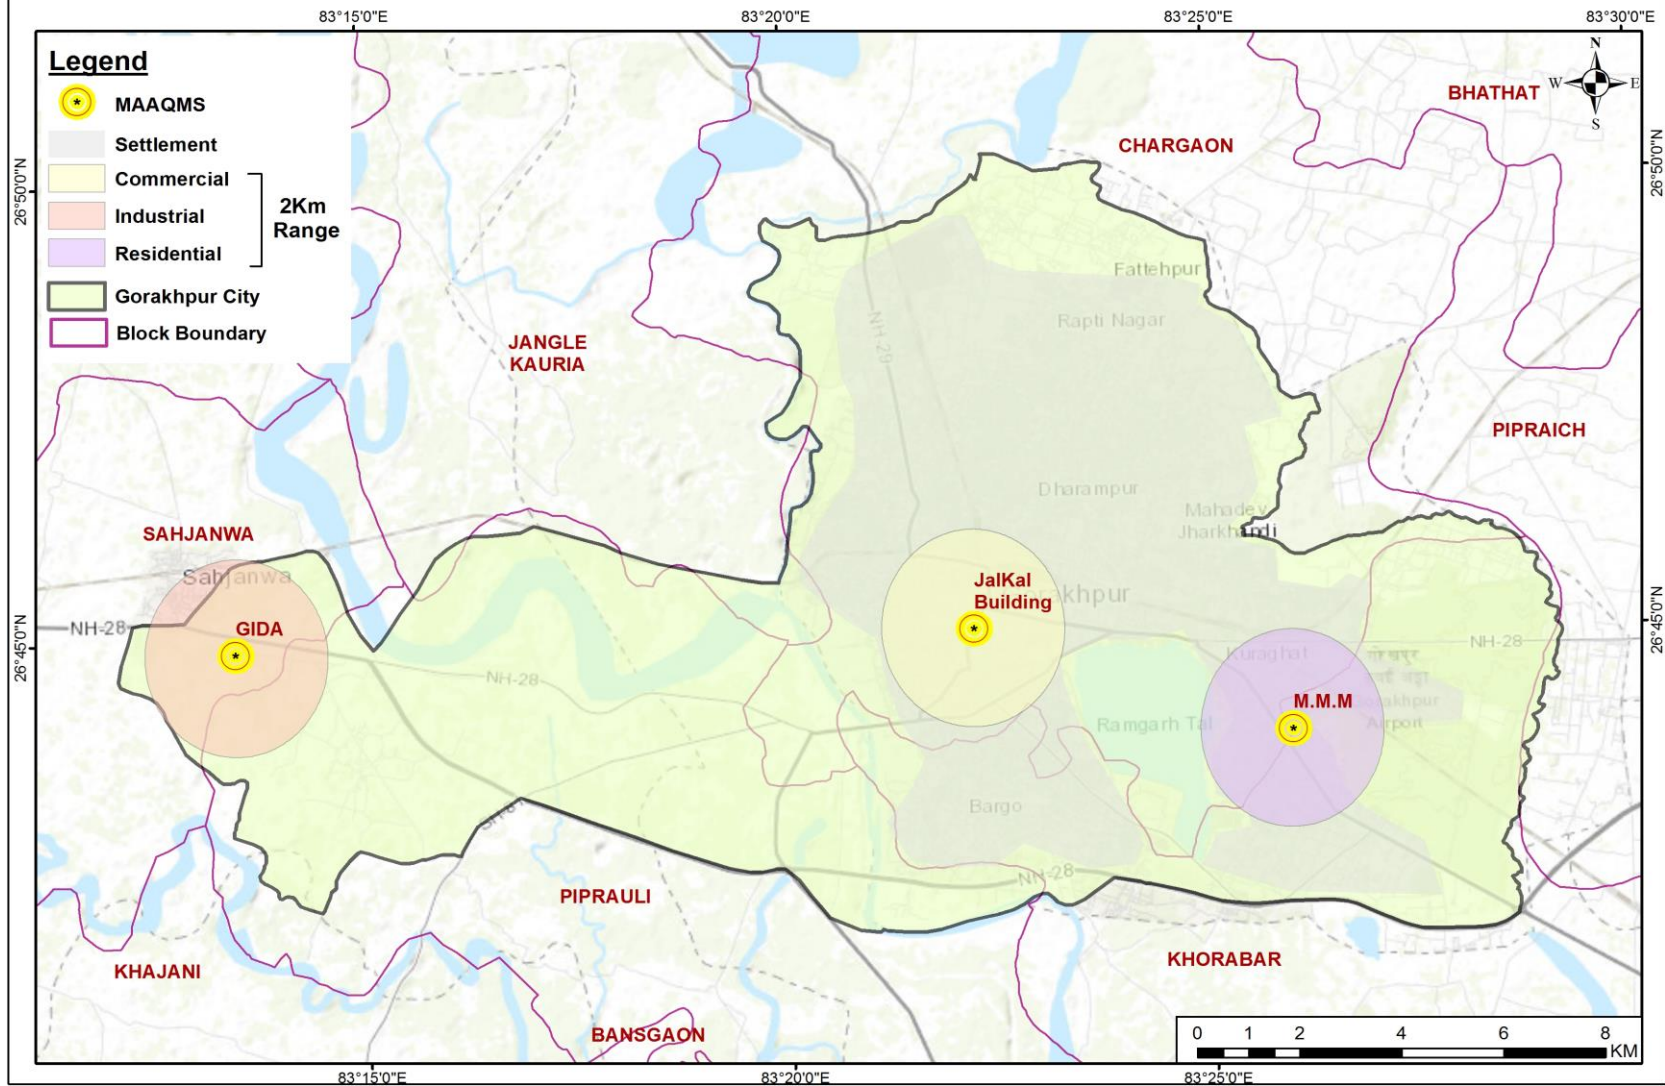 83°15'0"E
83°20'0"E
83°25'0"E
83°30'0"E
Legend
MAAQMS
Settlement
Commercial
Industrial
Residential
2Km
Range
Gorakhpur City
Block Boundary
N
W
E
S
26°50'0"N
26°50'0"N
BHATHAT
CHARGAON
Fattehpur
Rapti Nagar
NH-29
JANGLE
KAURIA
PIPRAICH
Dharampur
Mahadev
Jharkhandi
SAHJANWA
Sahjanwa
JalKal
Building
orakhpur
NH-28
GIDA
26°45'0"N
26°45'0"N
NH-28
Kuraghat
NH-28
M.M.M
Gorakhpur
Airport
Ramgarh Tal
Bargo
NH-28
PIPRAULI
KHORABAR
KHAJANI
BANSGAON
0 1 2 4 6 8
KM
83°15'0"E
83°20'0"E
83°25'0"E